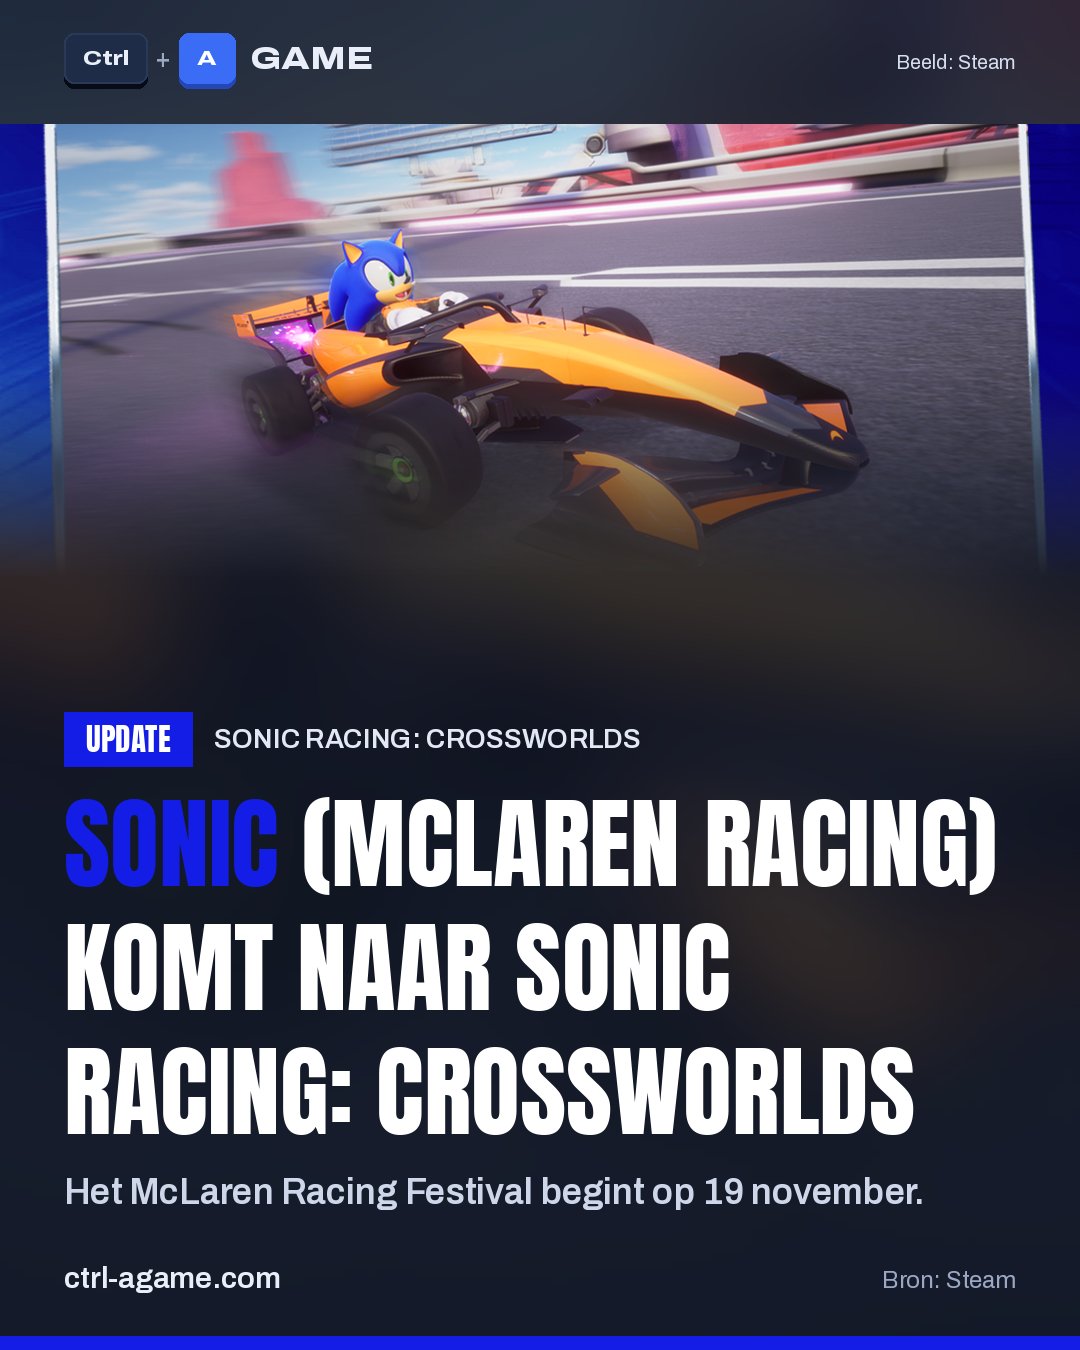 Ctrl + A GAME
Beeld: Steam
UPDATE SONIC RACING: CROSSWORLDS
SONIC (MCLAREN RACING)
KOMT NAAR SONIC
RACING: CROSSWORLDS
Het McLaren Racing Festival begint op 19 november.
ctrl-agame.com
Bron: Steam